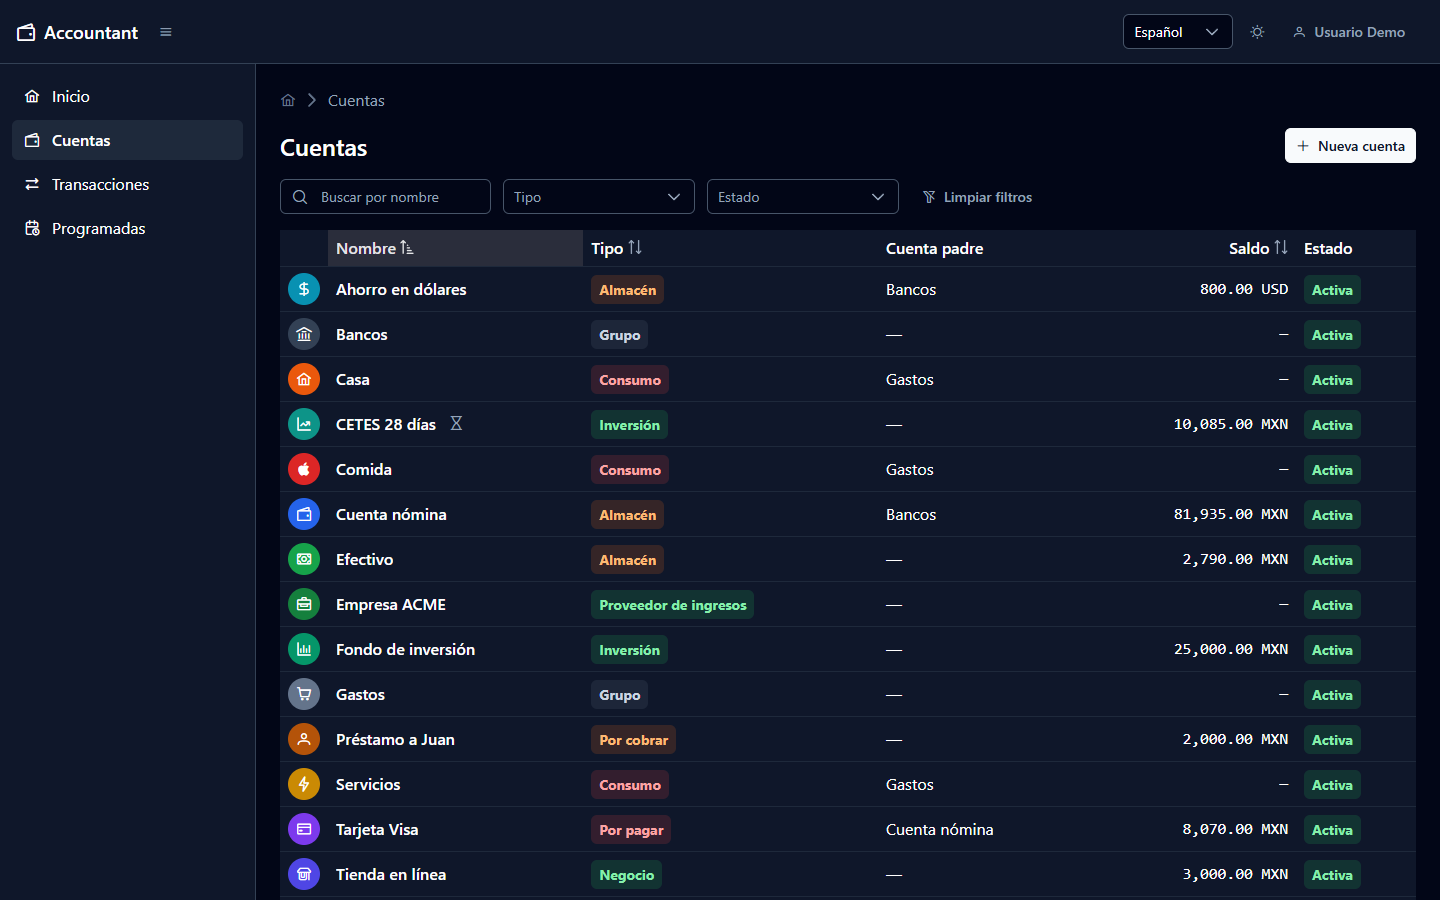 Accountant
Español
Usuario Demo
Inicio
Cuentas
Transacciones
Programadas
Cuentas
Cuentas
Nueva cuenta
Buscar por nombre
Tipo
Estado
Limpiar filtros
Nombre Tipo Cuenta padre Saldo Estado
Ahorro en dólares Almacén Bancos 800.00 USD Activa
Bancos Grupo — — Activa
Casa Consumo Gastos — Activa
CETES 28 días Inversión — 10,085.00 MXN Activa
Comida Consumo Gastos — Activa
Cuenta nómina Almacén Bancos 81,935.00 MXN Activa
Efectivo Almacén — 2,790.00 MXN Activa
Empresa ACME Proveedor de ingresos — — Activa
Fondo de inversión Inversión — 25,000.00 MXN Activa
Gastos Grupo — — Activa
Préstamo a Juan Por cobrar — 2,000.00 MXN Activa
Servicios Consumo Gastos — Activa
Tarjeta Visa Por pagar Cuenta nómina 8,070.00 MXN Activa
Tienda en línea Negocio — 3,000.00 MXN Activa